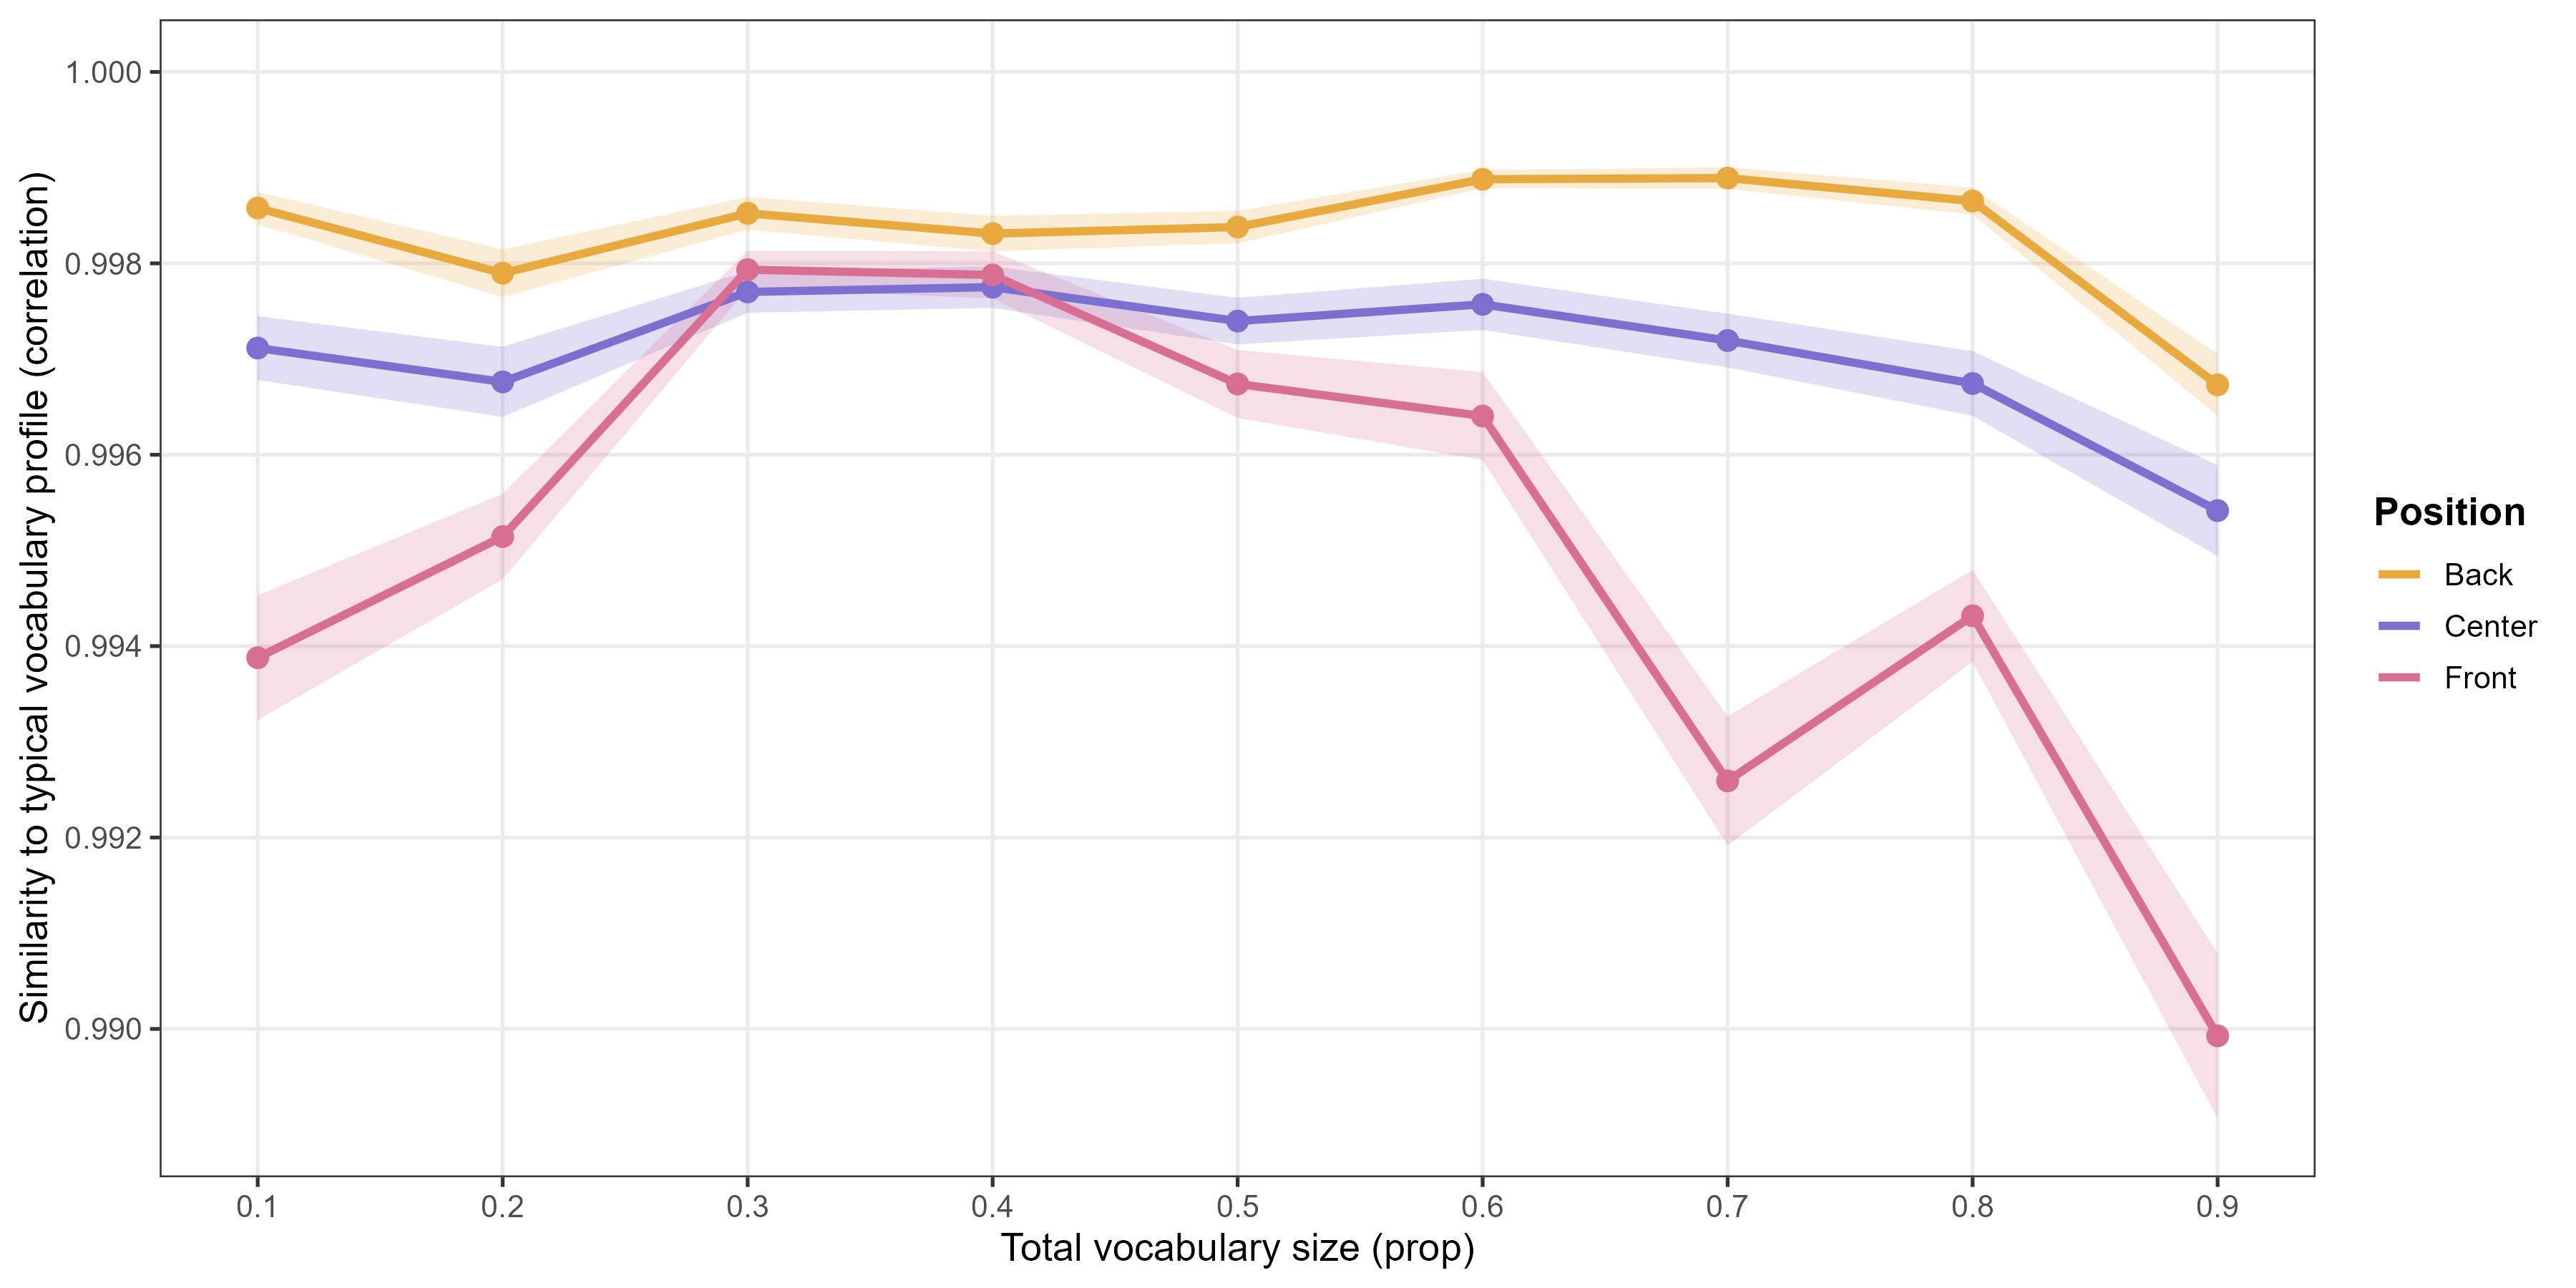 Similarity to typical vocabulary profile (correlation)
1.000
0.998
0.996
0.994
0.992
0.990
0.1 0.2 0.3 0.4 0.5 0.6 0.7 0.8 0.9
Total vocabulary size (prop)
Position
Back
Center
Front